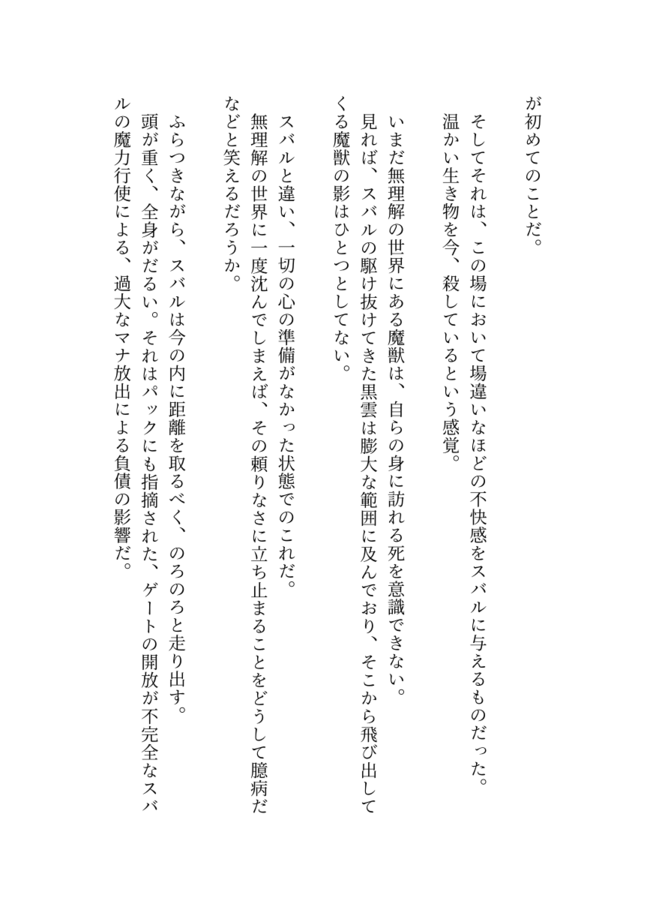 が初めてのことだ。
そしてそれは、この場において場違いなほどの不快感をスバルに与えるものだった。
温かい生き物を今、殺しているという感覚。
いまだ無理解の世界にある魔獣は、自らの身に訪れる死を意識できない。
見れば、スバルの駆け抜けてきた黒雲は膨大な範囲に及んでおり、そこから飛び出して
くる魔獣の影はひとつとしてない。
スバルと違い、一切の心の準備がなかった状態でのこれだ。
無理解の世界に一度沈んでしまえば、その頼りなさに立ち止まることをどうして臆病だ
などと笑えるだろうか。
ふらつきながら、スバルは今の内に距離を取るべく、のろのろと走り出す。
頭が重く、全身がだるい。それはパックにも指摘された、ゲートの開放が不完全なスバ
ルの魔力行使による、過大なマナ放出による負債の影響だ。